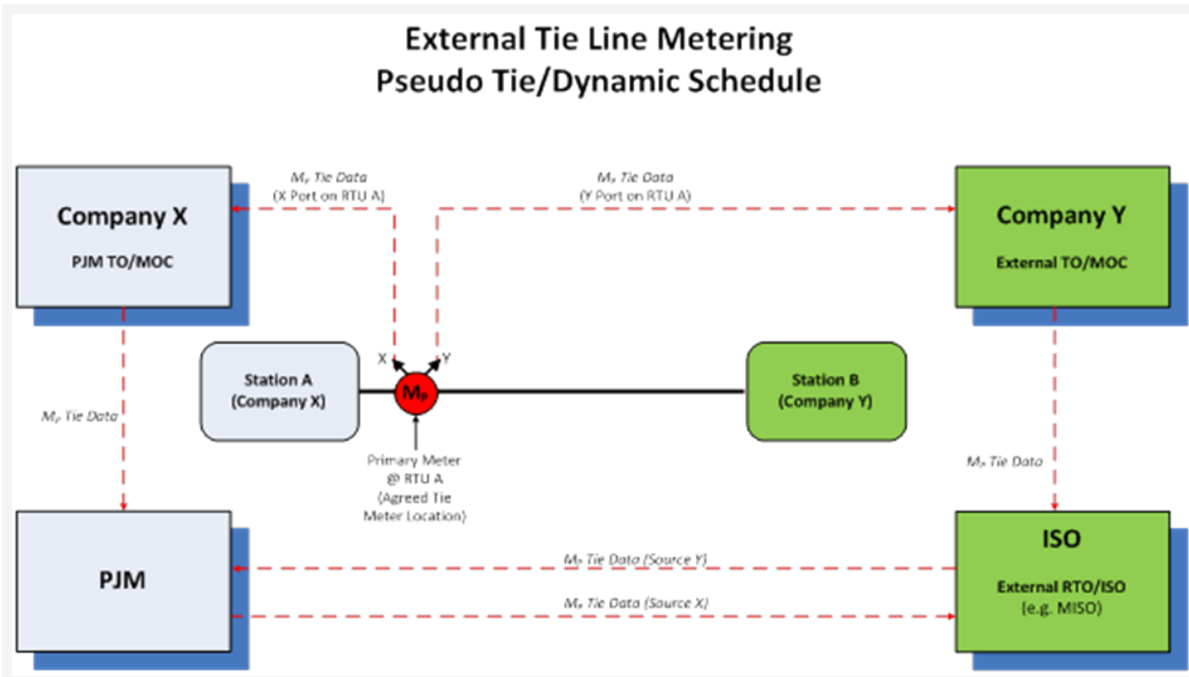 External Tie Line Metering
Pseudo Tie/Dynamic Schedule
Mₚ Tie Data
(X Port on RTU A)
Mₚ Tie Data
(Y Port on RTU A)
Company X
PJM TO/MOC
Company Y
External TO/MOC
X
Y
Station A
(Company X)
Mₚ
Station B
(Company Y)
Mₚ Tie Data
Primary Meter
@ RTU A
(Agreed Tie
Meter Location)
Mₚ Tie Data
PJM
ISO
External RTO/ISO
(e.g. MISO)
Mₚ Tie Data (Source Y)
Mₚ Tie Data (Source X)